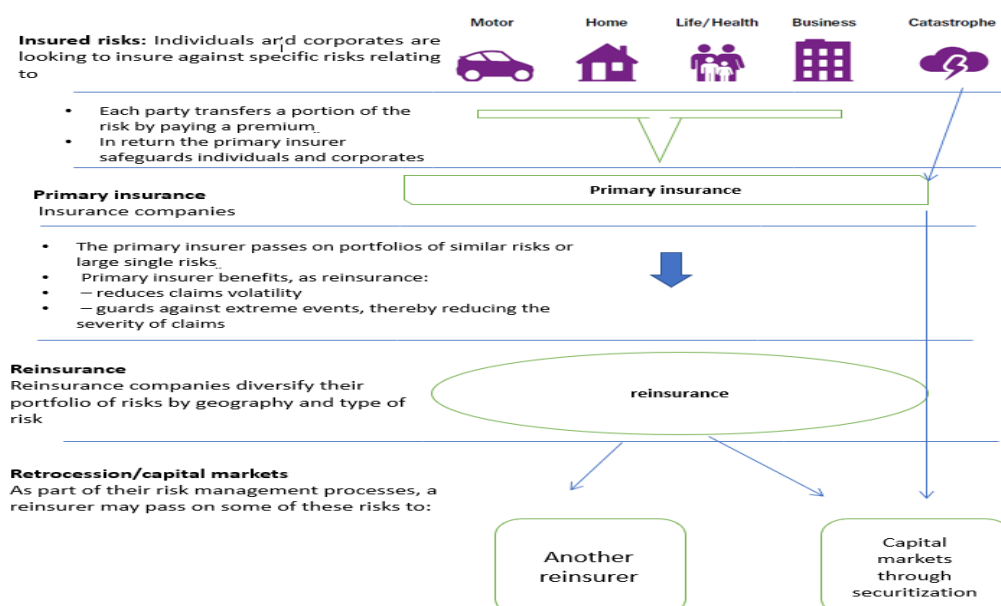 Motor
Home
Life/Health
Business
Catastrophe
Insured risks: Individuals and corporates are
looking to insure against specific risks relating
to
• Each party transfers a portion of the
risk by paying a premium
• In return the primary insurer
safeguards individuals and corporates
Primary insurance
Primary insurance
Insurance companies
• The primary insurer passes on portfolios of similar risks or
large single risks
• Primary insurer benefits, as reinsurance:
• – reduces claims volatility
• – guards against extreme events, thereby reducing the
severity of claims
Reinsurance
Reinsurance companies diversify their
portfolio of risks by geography and type of
risk
reinsurance
Retrocession/capital markets
As part of their risk management processes, a
reinsurer may pass on some of these risks to:
Another
reinsurer
Capital
markets
through
securitization